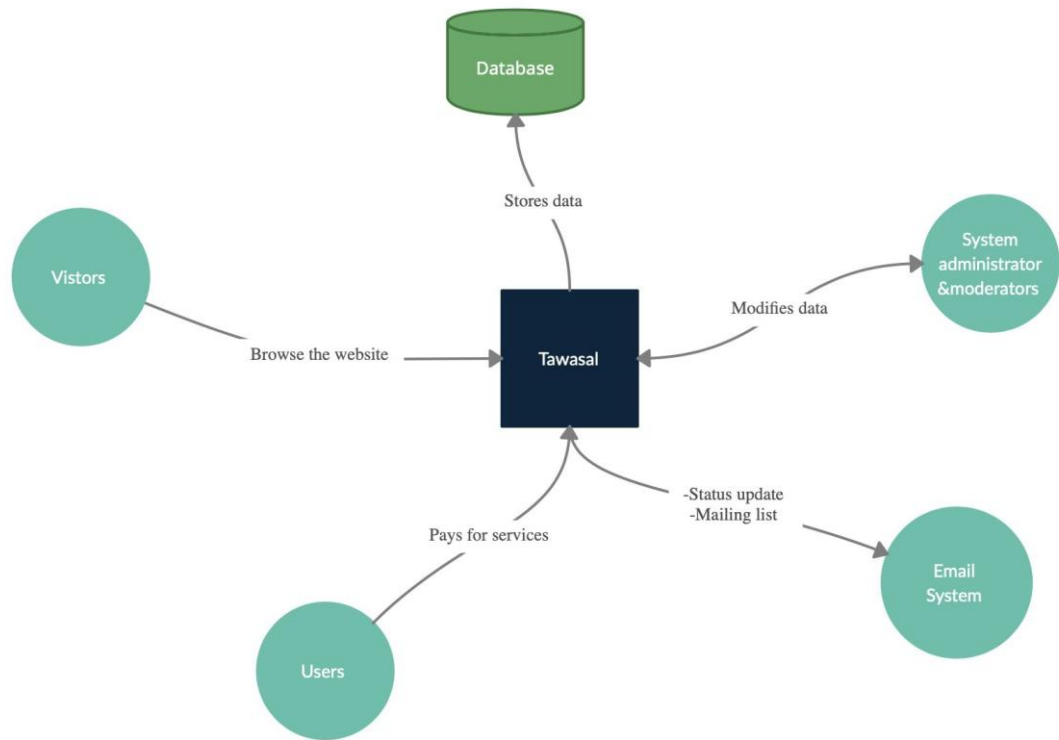 Database
Stores data
Vistors
System
administrator
&moderators
Modifies data
Browse the website
Tawasal
-Status update
-Mailing list
Pays for services
Email
System
Users